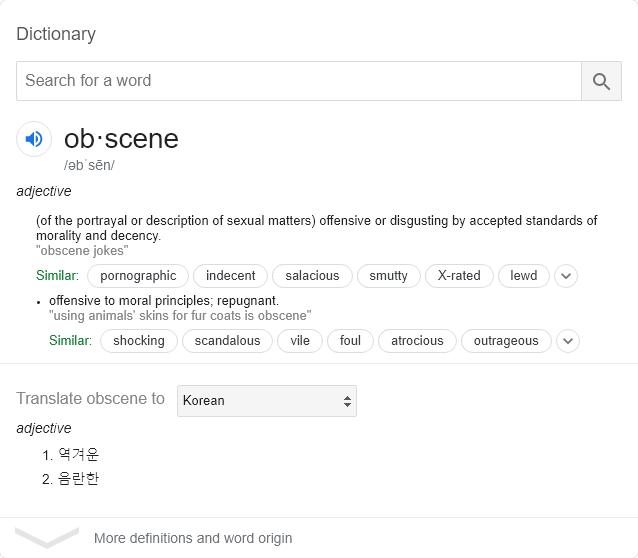 Dictionary
Search for a word
ob·scene
/əbˈsēn/
adjective
(of the portrayal or description of sexual matters) offensive or disgusting by accepted standards of
morality and decency.
"obscene jokes"
Similar: pornographic indecent salacious smutty X-rated lewd
• offensive to moral principles; repugnant.
"using animals' skins for fur coats is obscene"
Similar: shocking scandalous vile foul atrocious outrageous
Translate obscene to Korean
adjective
1. 역겨운
2. 음란한
More definitions and word origin